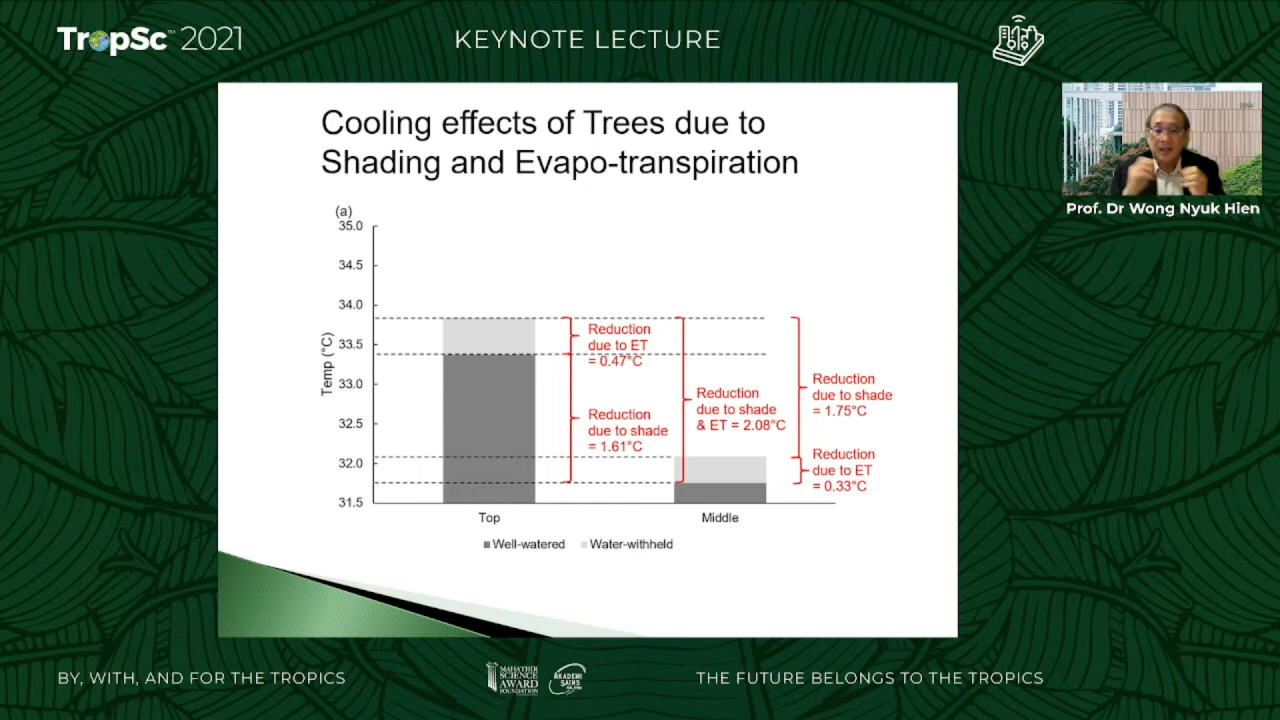 TropSc™ 2021
KEYNOTE LECTURE
Prof. Dr Wong Nyuk Hien
Cooling effects of Trees due to
Shading and Evapo-transpiration
(a)
35.0
34.5
34.0
33.5
33.0
32.5
32.0
31.5
Temp (°C)
Reduction
due to ET
= 0.47°C
Reduction
due to shade
= 1.61°C
Reduction
due to shade
& ET = 2.08°C
Reduction
due to shade
= 1.75°C
Reduction
due to ET
= 0.33°C
Top
Middle
Well-watered
Water-withheld
BY, WITH, AND FOR THE TROPICS
MAHATHIR
SCIENCE
AWARD
FOUNDATION
AKADEMI
SAINS
THE FUTURE BELONGS TO THE TROPICS